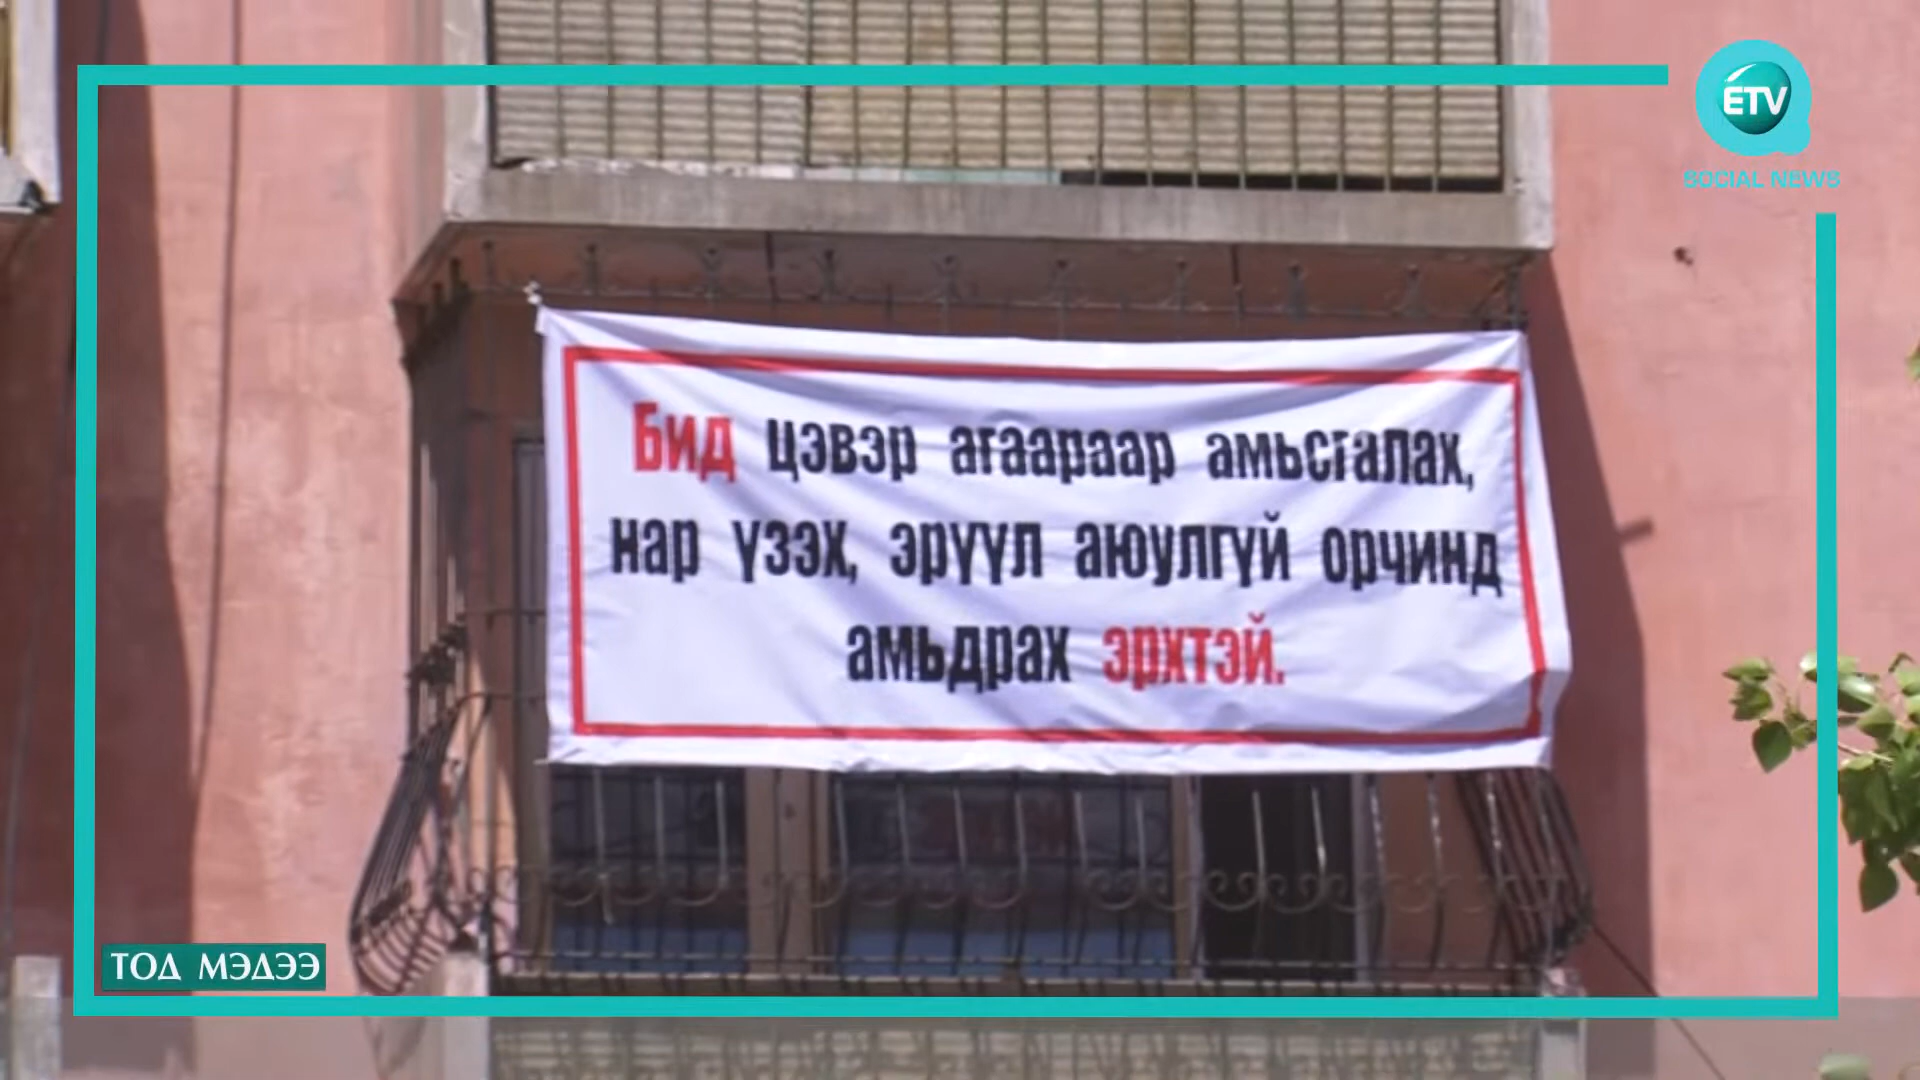 ETV
SOCIAL NEWS
Бид цэвэр агаараар амьсгалах,
нар үзэх, эрүүл аюулгүй орчинд
амьдрах эрхтэй.
ТОД МЭДЭЭ